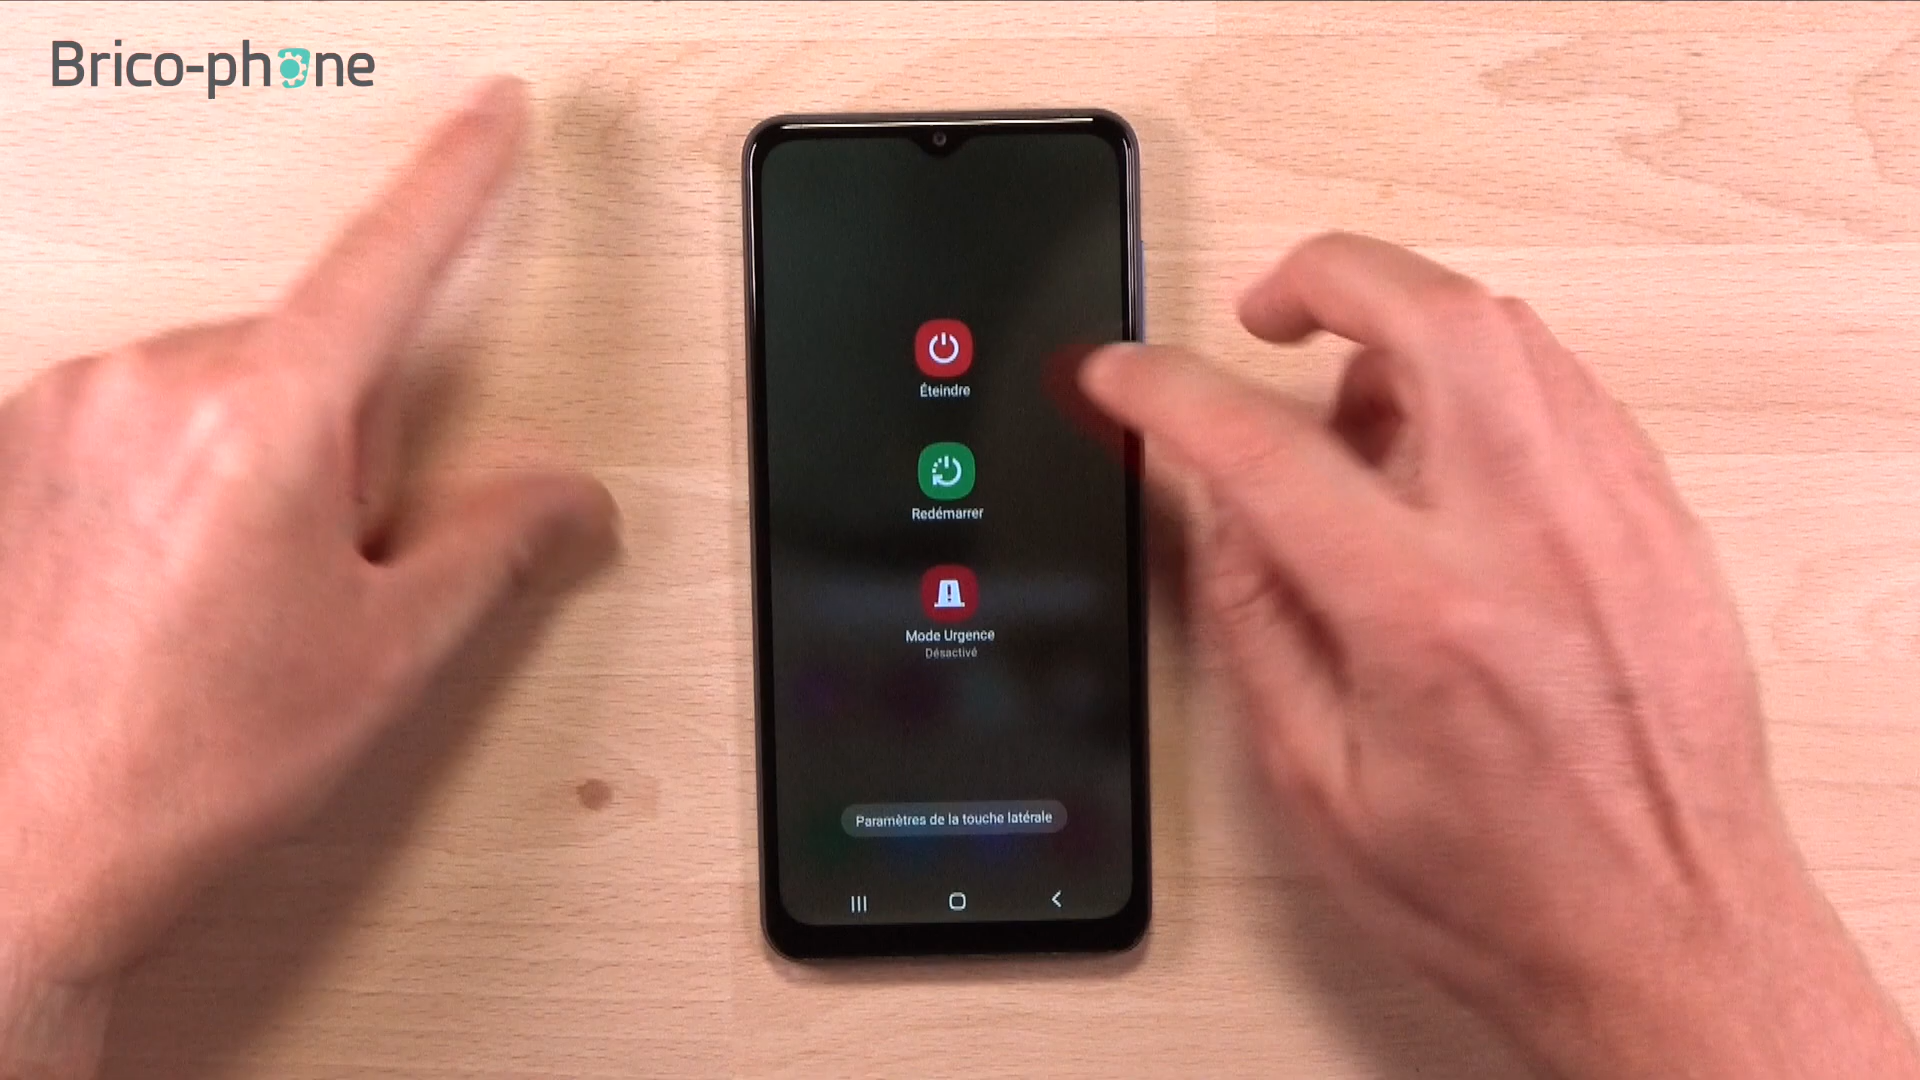 Brico-phone
Éteindre
Redémarrer
Mode Urgence
Désactivé
Paramètres de la touche latérale